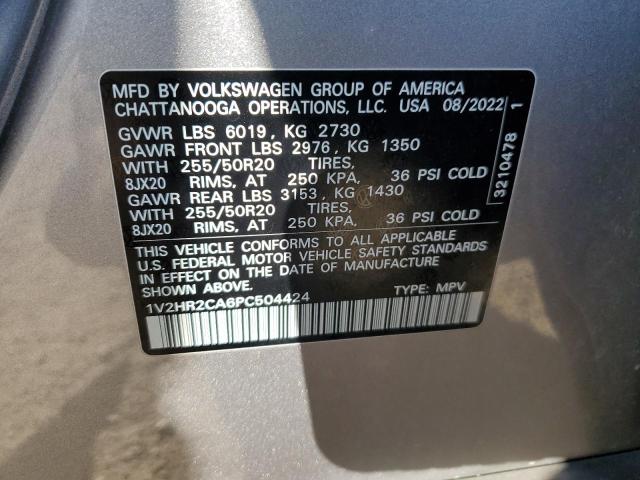 MFD BY VOLKSWAGEN GROUP OF AMERICA
CHATTANOOGA OPERATIONS, LLC. USA 08/2022
GVWR LBS 6019, KG 2730
GAWR FRONT LBS 2976, KG 1350
WITH 255/50R20 TIRES,
8JX20 RIMS, AT 250 KPA, 36 PSI COLD
GAWR REAR LBS 3153, KG 1430
WITH 255/50R20 TIRES,
8JX20 RIMS, AT 250 KPA, 36 PSI COLD
THIS VEHICLE CONFORMS TO ALL APPLICABLE
U.S. FEDERAL MOTOR VEHICLE SAFETY STANDARDS
IN EFFECT ON THE DATE OF MANUFACTURE
SHOWN ABOVE.
1V2HR2CA6PC504424 TYPE: MPV
3210478 1